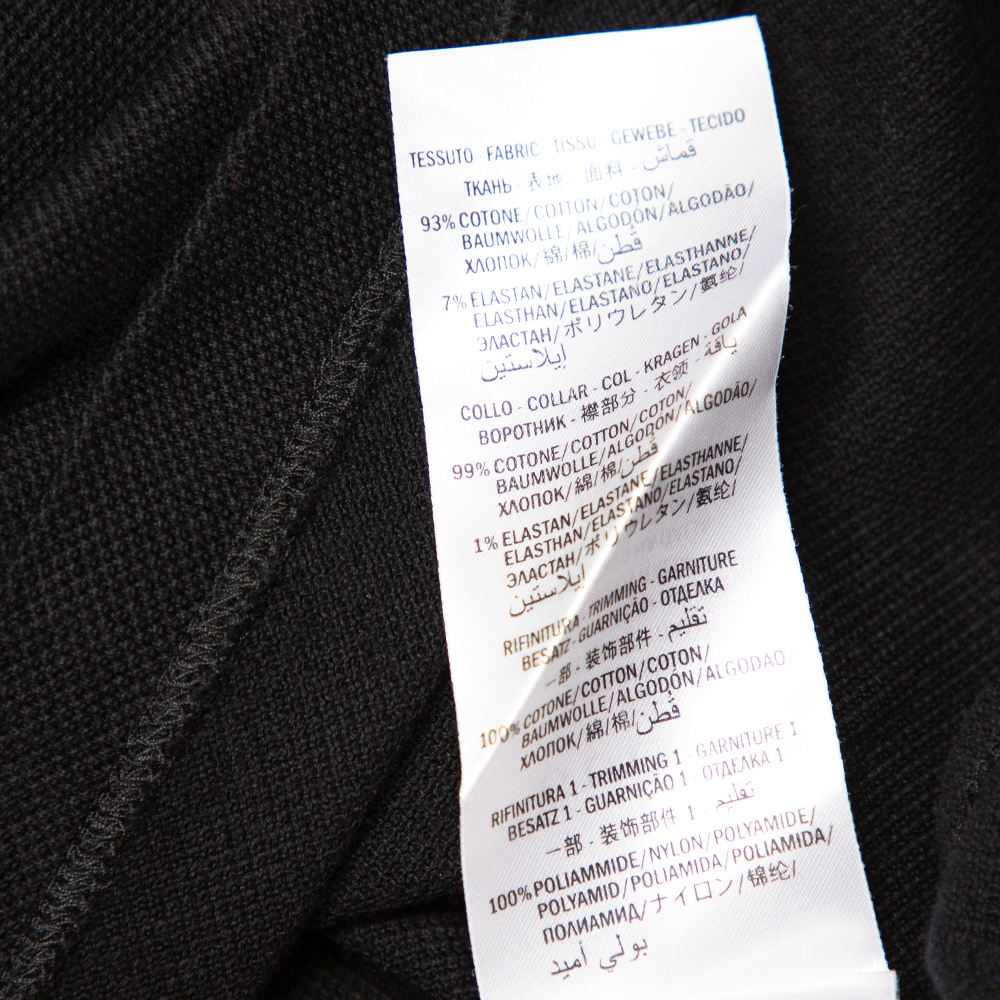 TESSUTO - FABRIC - TISSU - GEWEBE - TECIDO
ТКАНЬ - 表地 - 面料 - قماش
93% COTONE/COTTON/COTON/
BAUMWOLLE/ALGODÓN/ALGODÃO/
ХЛОПОК/綿/棉/قُطن
7% ELASTAN/ELASTANE/ELASTHANNE/
ELASTHAN/ELASTANO/ELASTANO/
ЭЛАСТАН/ポリウレタン/氨纶/
إيلاستين
COLLO - COLLAR - COL - KRAGEN - GOLA
ВОРОТНИК - 襟部分 - 衣领 - ياقة
99% COTONE/COTTON/COTON/
BAUMWOLLE/ALGODÓN/ALGODÃO/
ХЛОПОК/綿/棉/قُطن
1% ELASTAN/ELASTANE/ELASTHANNE/
ELASTHAN/ELASTANO/ELASTANO/
ЭЛАСТАН/ポリウレタン/氨纶/
إيلاستين
RIFINITURA - TRIMMING - GARNITURE
BESATZ - GUARNIÇÃO - ОТДЕЛКА
一部 - 装饰部件 - تقليم
100% COTONE/COTTON/COTON/
BAUMWOLLE/ALGODÓN/ALGODAO/
ХЛОПОК/綿/棉/قُطن
RIFINITURA 1 - TRIMMING 1 - GARNITURE 1
BESATZ 1 - GUARNIÇÃO 1 - ОТДЕЛКА 1
一部 - 装饰部件 1 - تقليم
100% POLIAMMIDE/NYLON/POLYAMIDE/
POLYAMID/POLIAMIDA/POLIAMIDA/
ПОЛИАМИД/ナイロン/锦纶/
بولي أميد